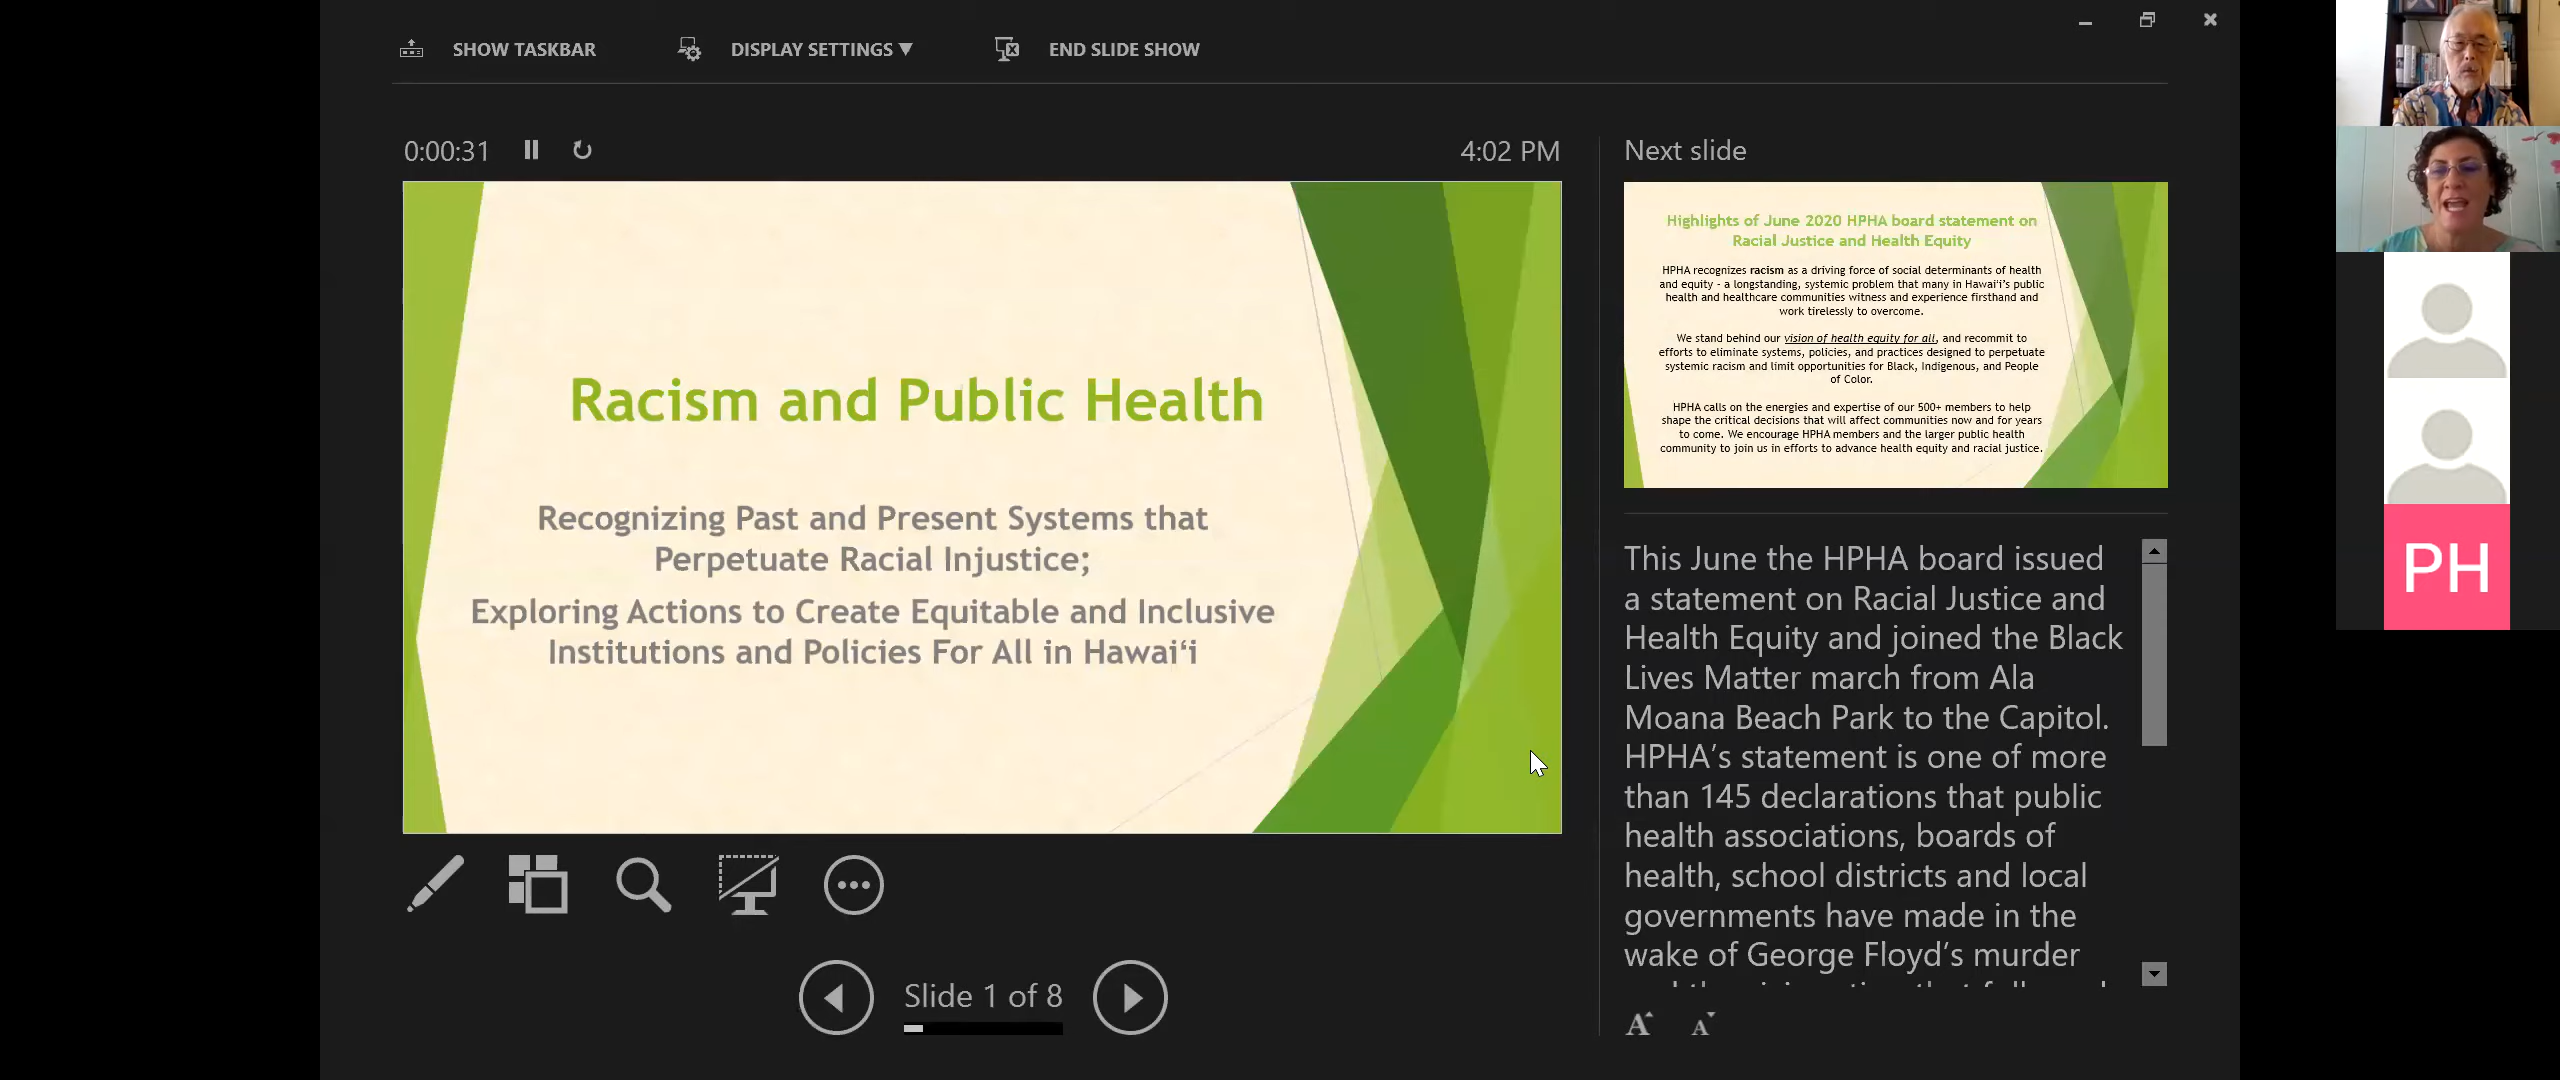 SHOW TASKBAR
DISPLAY SETTINGS ▼
END SLIDE SHOW
0:00:31
4:02 PM
Racism and Public Health
Recognizing Past and Present Systems that
Perpetuate Racial Injustice;
Exploring Actions to Create Equitable and Inclusive
Institutions and Policies For All in Hawai‘i
Slide 1 of 8
Next slide
Highlights of June 2020 HPHA board statement on
Racial Justice and Health Equity
HPHA recognizes racism as a driving force of social determinants of health
and equity - a longstanding, systemic problem that many in Hawai‘i’s public
health and healthcare communities witness and experience firsthand and
work tirelessly to overcome.
We stand behind our vision of health equity for all, and recommit to
efforts to eliminate systems, policies, and practices designed to perpetuate
systemic racism and limit opportunities for Black, Indigenous, and People
of Color.
HPHA calls on the energies and expertise of our 500+ members to help
shape the critical decisions that will affect communities now and for years
to come. We encourage HPHA members and the larger public health
community to join us in efforts to advance health equity and racial justice.
This June the HPHA board issued
a statement on Racial Justice and
Health Equity and joined the Black
Lives Matter march from Ala
Moana Beach Park to the Capitol.
HPHA’s statement is one of more
than 145 declarations that public
health associations, boards of
health, school districts and local
governments have made in the
wake of George Floyd’s murder
A A
PH